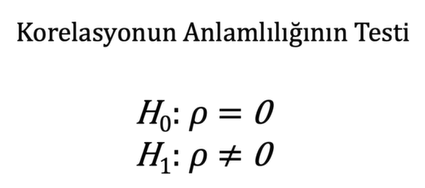 Korelasyonun Anlamlılığının Testi
H₀: ρ = 0
H₁: ρ ≠ 0